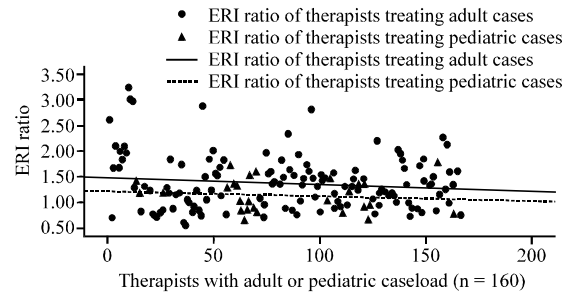 ERI ratio of therapists treating adult cases
ERI ratio of therapists treating pediatric cases
ERI ratio of therapists treating adult cases
ERI ratio of therapists treating pediatric cases
3.50
3.00
2.50
2.00
1.50
1.00
0.50
ERI ratio
0 50 100 150 200
Therapists with adult or pediatric caseload (n = 160)